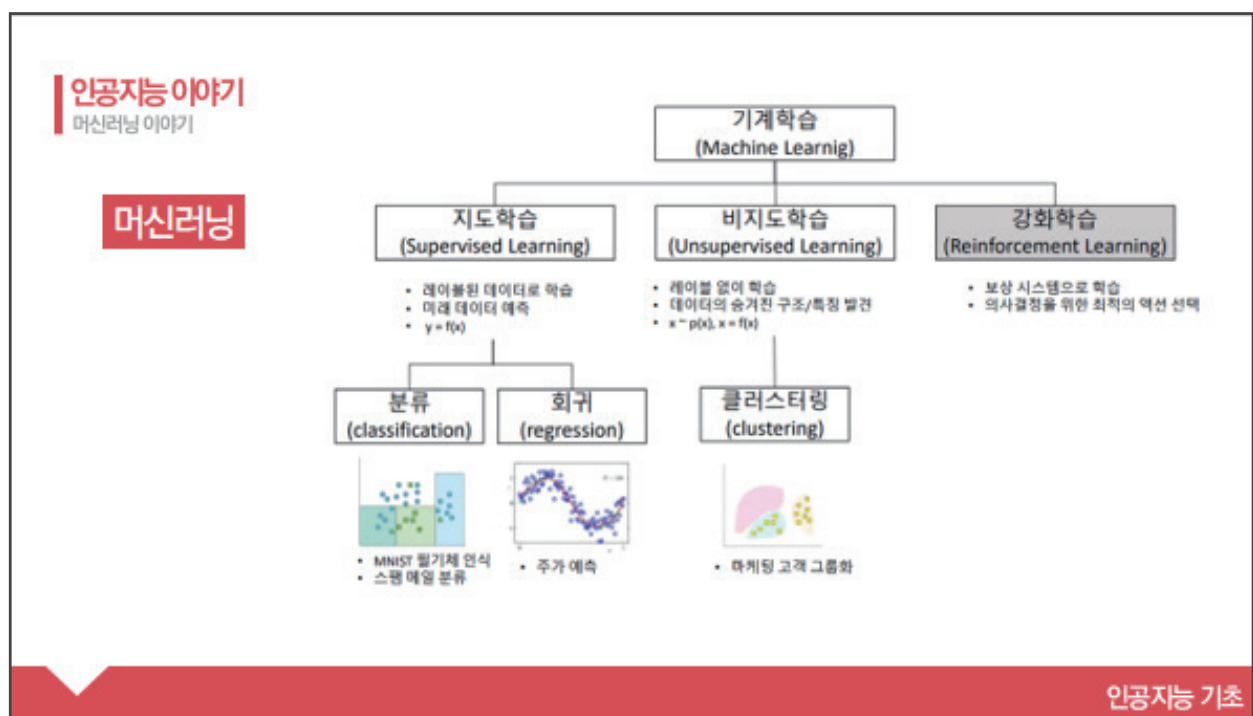 인공지능 이야기
머신러닝 이야기
머신러닝
기계학습
(Machine Learnig)
지도학습
(Supervised Learning)
비지도학습
(Unsupervised Learning)
강화학습
(Reinforcement Learning)
• 레이블된 데이터로 학습
• 미래 데이터 예측
• y = f(x)
• 레이블 없이 학습
• 데이터의 숨겨진 구조/특징 발견
• x ~ p(x), x = f(x)
• 보상 시스템으로 학습
• 의사결정을 위한 최적의 액션 선택
분류
(classification)
회귀
(regression)
클러스터링
(clustering)
• MNIST 필기체 인식
• 스팸 메일 분류
• 주가 예측
• 마케팅 고객 그룹화
인공지능 기초